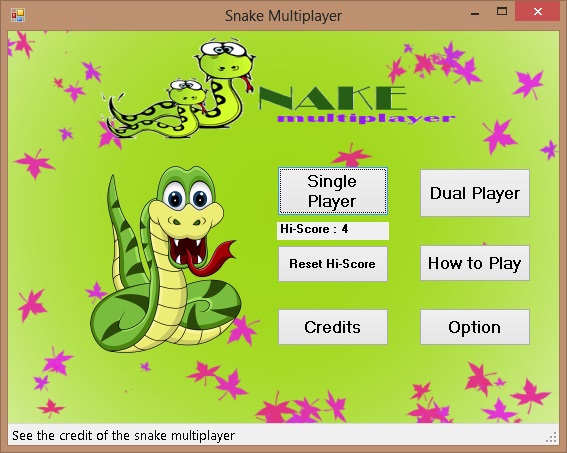 Snake Multiplayer
NAKE
multiplayer
Single
Player
Dual Player
Hi-Score : 4
Reset Hi-Score
How to Play
Credits
Option
See the credit of the snake multiplayer